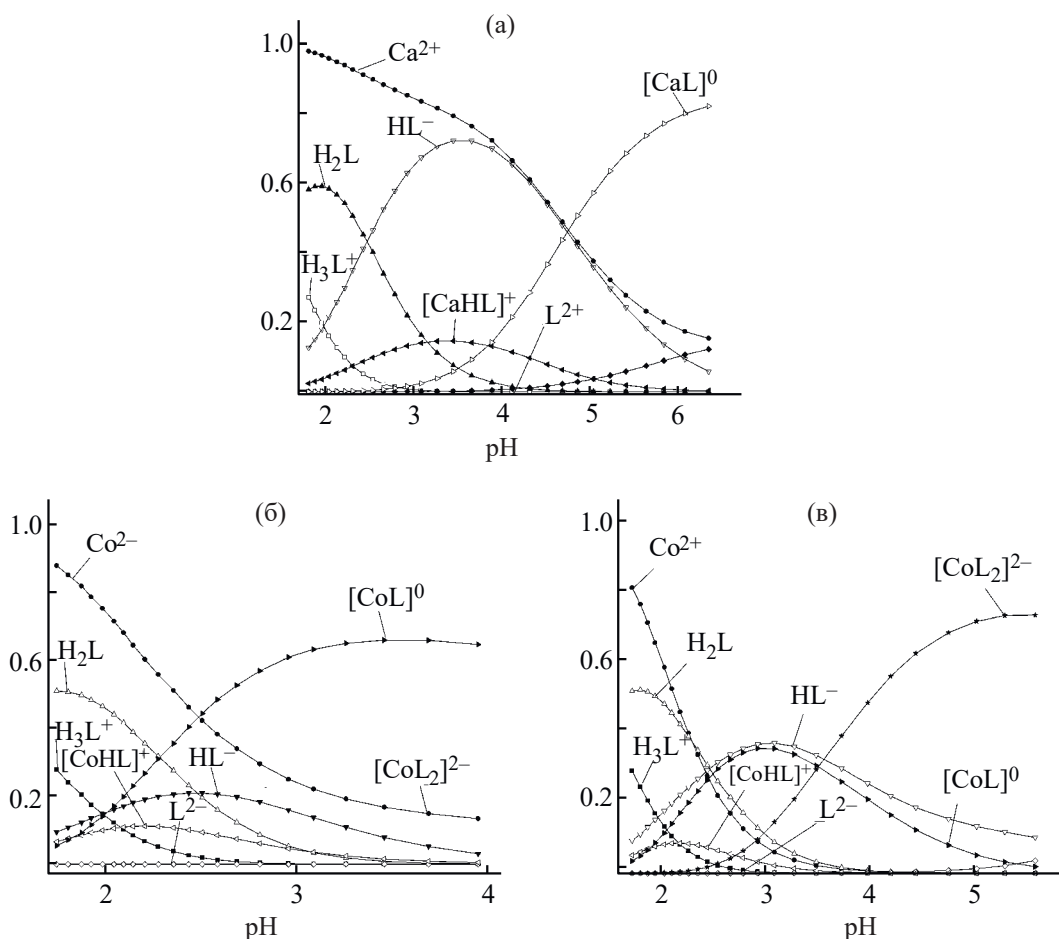 (а)
1.0
Ca²⁺
[CaL]⁰
HL⁻
H₂L
0.6
H₃L⁺
[CaHL]⁺
L²⁺
0.2
2 3 4 5 6
pH
(б)
1.0
Co²⁻
[CoL]⁰
H₂L
0.6
H₃L⁺
[CoHL]⁺
HL⁻
[CoL₂]²⁻
L²⁻
0.2
2 3 4
pH
(в)
1.0
Co²⁺
[CoL₂]²⁻
H₂L
0.6
HL⁻
H₃L⁺
[CoHL]⁺
[CoL]⁰
L²⁻
0.2
2 3 4 5
pH